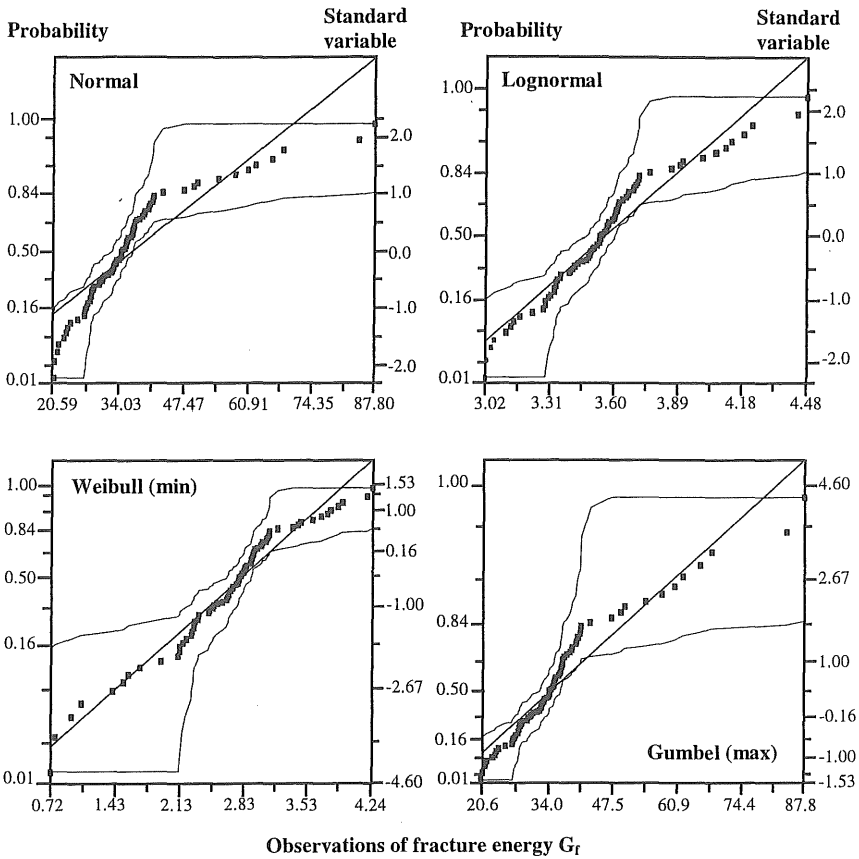 Probability
Standard
variable
Probability
Standard
variable
Normal
1.00
0.84
0.50
0.16
0.01
2.0
1.0
0.0
-1.0
-2.0
20.59 34.03 47.47 60.91 74.35 87.80
Lognormal
1.00
0.84
0.50
0.16
0.01
2.0
1.0
0.0
-1.0
-2.0
3.02 3.31 3.60 3.89 4.18 4.48
Weibull (min)
1.00
0.84
0.50
0.16
0.01
1.53
1.00
0.16
-1.00
-2.67
-4.60
0.72 1.43 2.13 2.83 3.53 4.24
Gumbel (max)
1.00
0.84
0.50
0.16
0.01
4.60
2.67
1.00
-0.16
-1.00
-1.53
20.6 34.0 47.5 60.9 74.4 87.8
Observations of fracture energy Gf